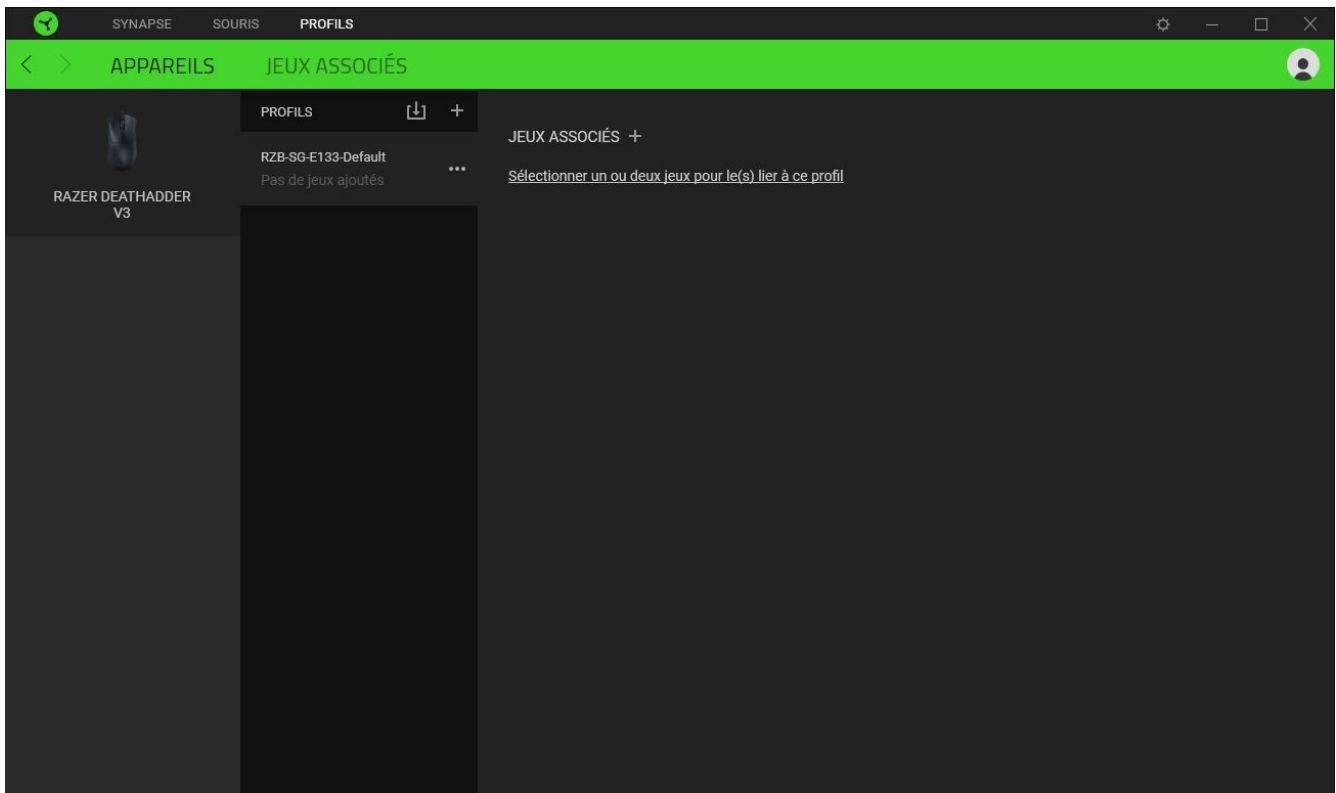 SYNAPSE SOURIS PROFILS
APPAREILS JEUX ASSOCIÉS
PROFILS
RZB-SG-E133-Default
Pas de jeux ajoutés
RAZER DEATHADDER
V3
JEUX ASSOCIÉS
Sélectionner un ou deux jeux pour le(s) lier à ce profil